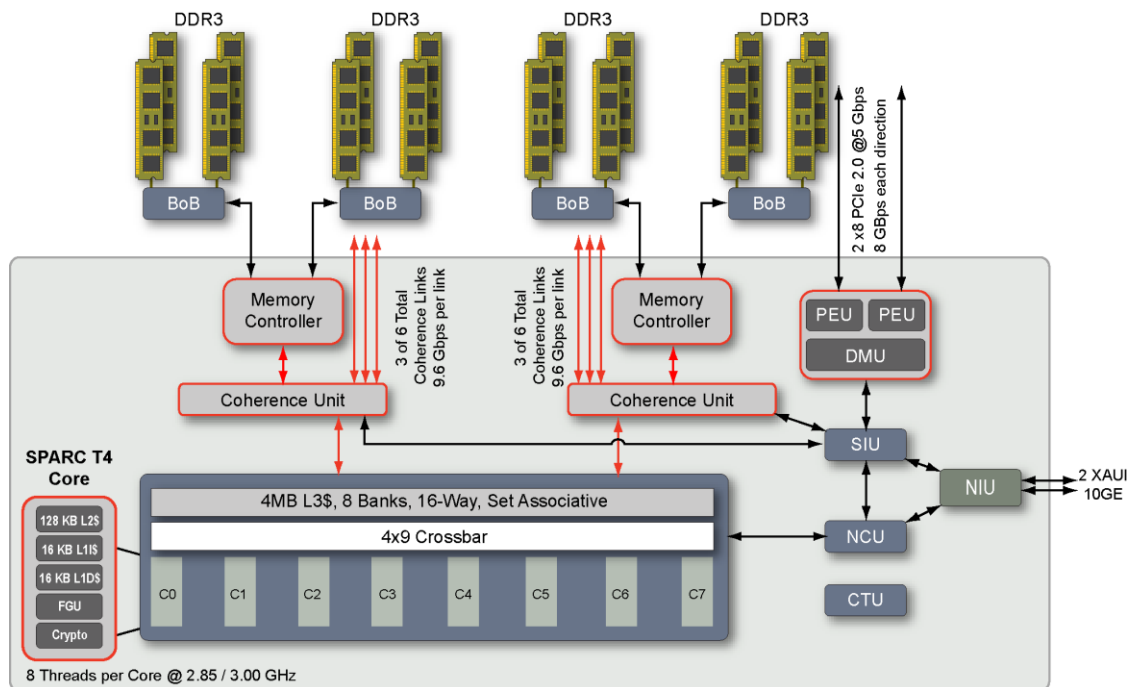 DDR3
DDR3
DDR3
DDR3
BoB
BoB
BoB
BoB
2 x8 PCIe 2.0 @5 Gbps
8 GBps each direction
Memory
Controller
3 of 6 Total
Coherence Links
9.6 Gbps per link
3 of 6 Total
Coherence Links
9.6 Gbps per link
Memory
Controller
PEU
PEU
DMU
Coherence Unit
Coherence Unit
SIU
SPARC T4
Core
128 KB L2$
16 KB L1I$
16 KB L1D$
FGU
Crypto
4MB L3$, 8 Banks, 16-Way, Set Associative
4x9 Crossbar
C0
C1
C2
C3
C4
C5
C6
C7
NIU
2 XAUI
10GE
NCU
CTU
8 Threads per Core @ 2.85 / 3.00 GHz